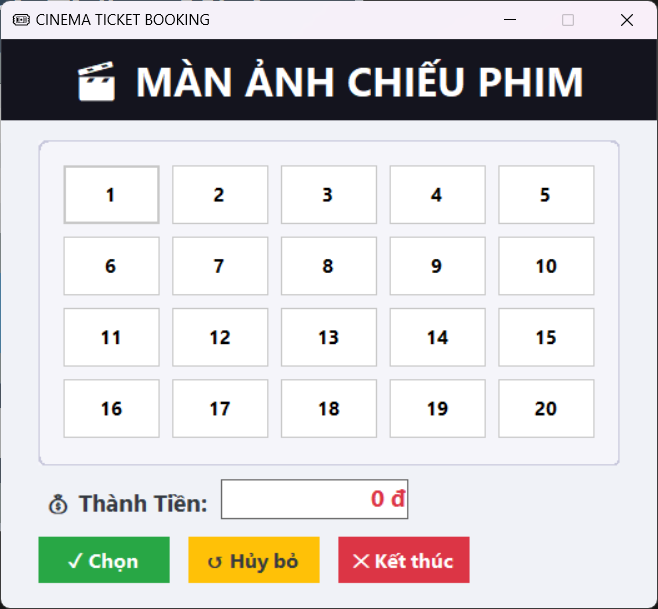 CINEMA TICKET BOOKING
MÀN ẢNH CHIẾU PHIM
1 2 3 4 5
6 7 8 9 10
11 12 13 14 15
16 17 18 19 20
Thành Tiền: 0 đ
✓ Chọn ↺ Hủy bỏ ✕ Kết thúc